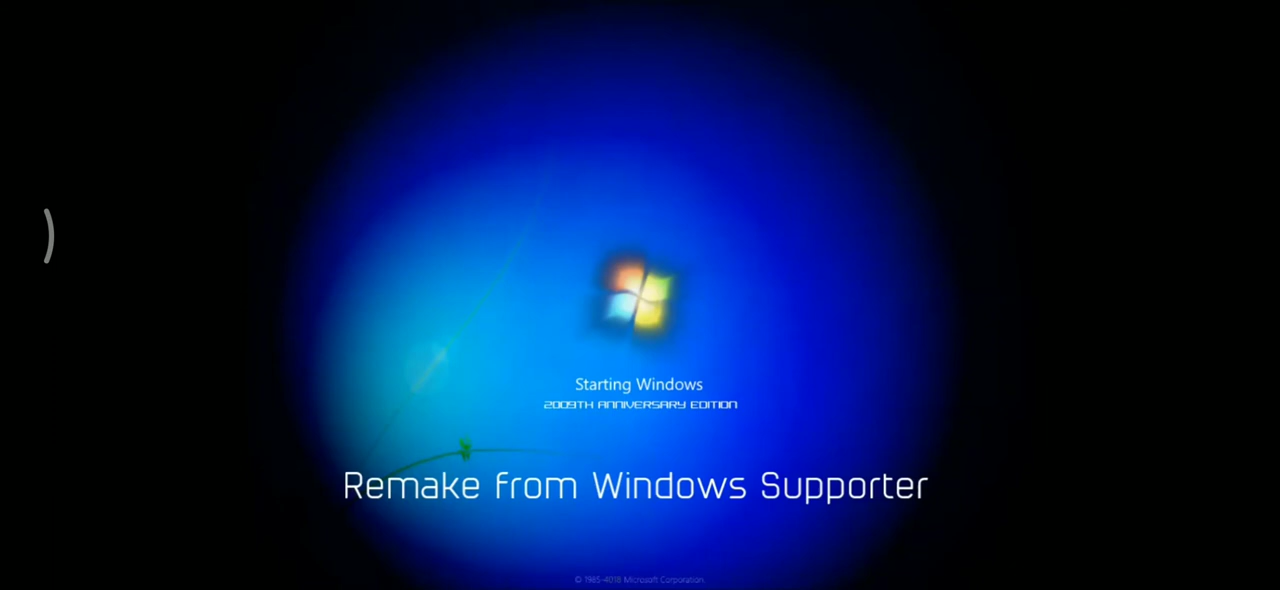 Starting Windows
2009TH ANNIVERSARY EDITION
Remake from Windows Supporter
© 1985-4018 Microsoft Corporation